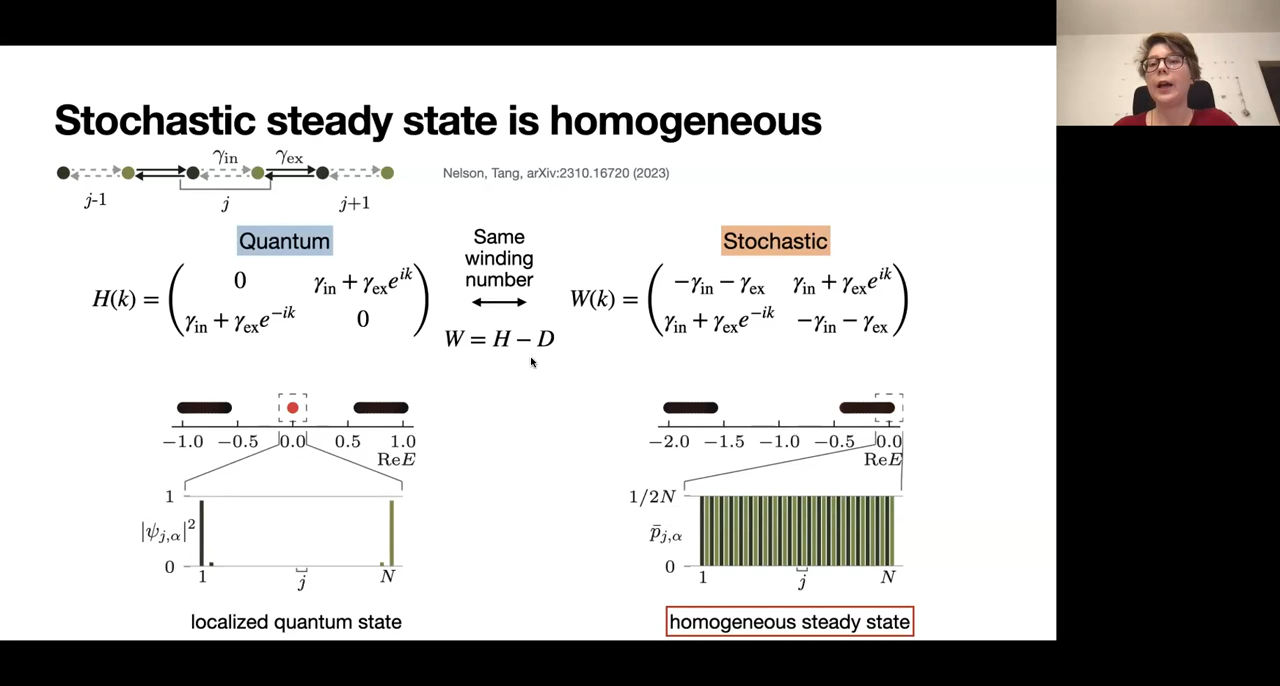 Stochastic steady state is homogeneous
γin γex
Nelson, Tang, arXiv:2310.16720 (2023)
j-1 j j+1
Quantum
Same winding number
Stochastic
H(k) = ( 0 γin + γex e^{ik} ; γin + γex e^{-ik} 0 )
W(k) = ( −γin − γex γin + γex e^{ik} ; γin + γex e^{-ik} −γin − γex )
W = H − D
−1.0 −0.5 0.0 0.5 1.0
ReE
−2.0 −1.5 −1.0 −0.5 0.0
ReE
1
|ψj,α|²
0
1 j N
1/2N
p̄j,α
0
1 j N
localized quantum state
homogeneous steady state